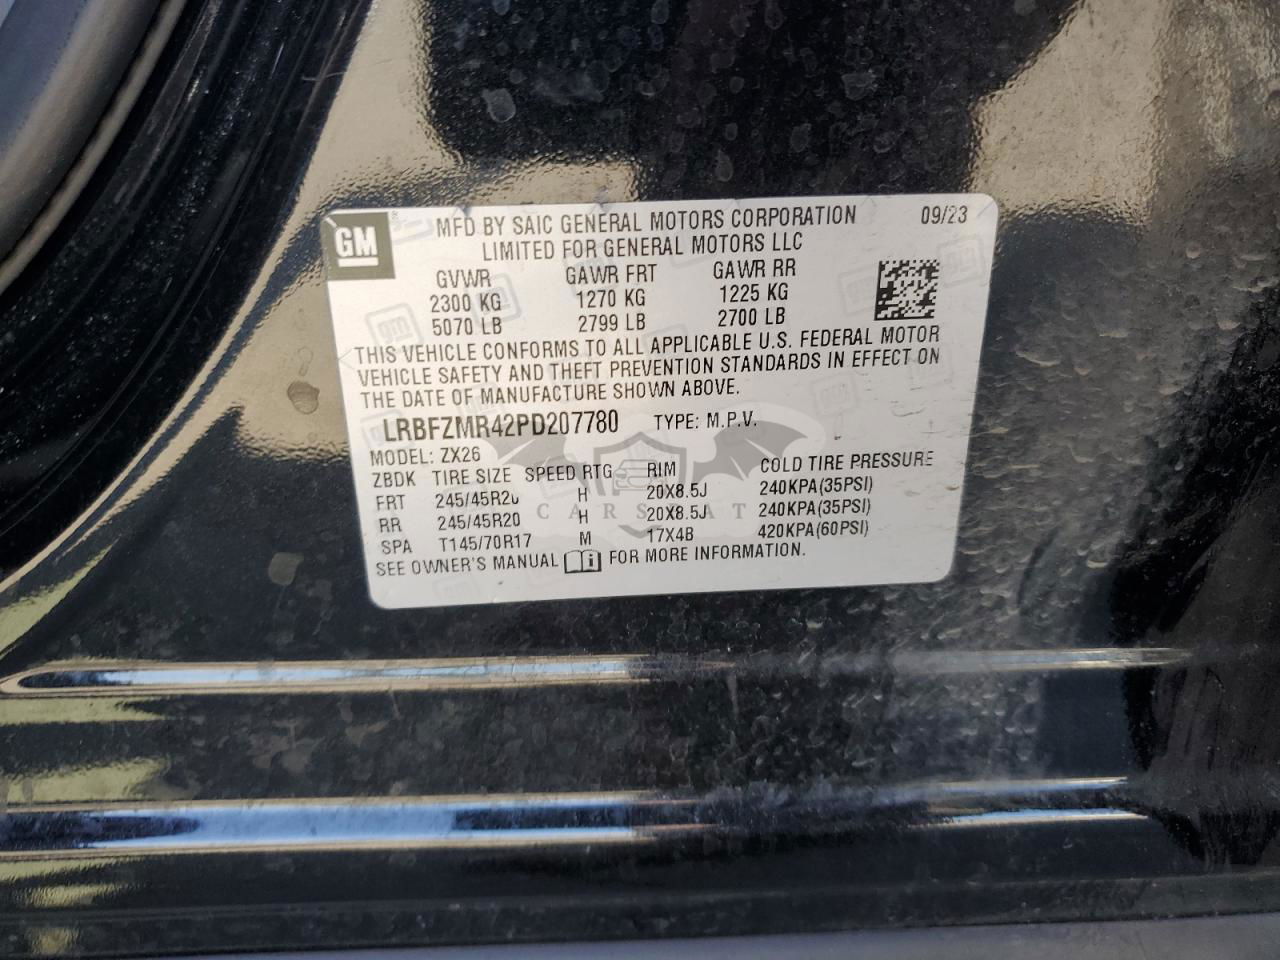 GM
MFD BY SAIC GENERAL MOTORS CORPORATION 09/23
LIMITED FOR GENERAL MOTORS LLC
GVWR GAWR FRT GAWR RR
2300 KG 1270 KG 1225 KG
5070 LB 2799 LB 2700 LB
THIS VEHICLE CONFORMS TO ALL APPLICABLE U.S. FEDERAL MOTOR
VEHICLE SAFETY AND THEFT PREVENTION STANDARDS IN EFFECT ON
THE DATE OF MANUFACTURE SHOWN ABOVE.
LRBFZMR42PD207780 TYPE: M.P.V.
MODEL: ZX26
ZBDK TIRE SIZE SPEED RTG RIM COLD TIRE PRESSURE
FRT 245/45R20 H 20X8.5J 240KPA(35PSI)
RR 245/45R20 H 20X8.5J 240KPA(35PSI)
SPA T145/70R17 M 17X4B 420KPA(60PSI)
SEE OWNER'S MANUAL FOR MORE INFORMATION.